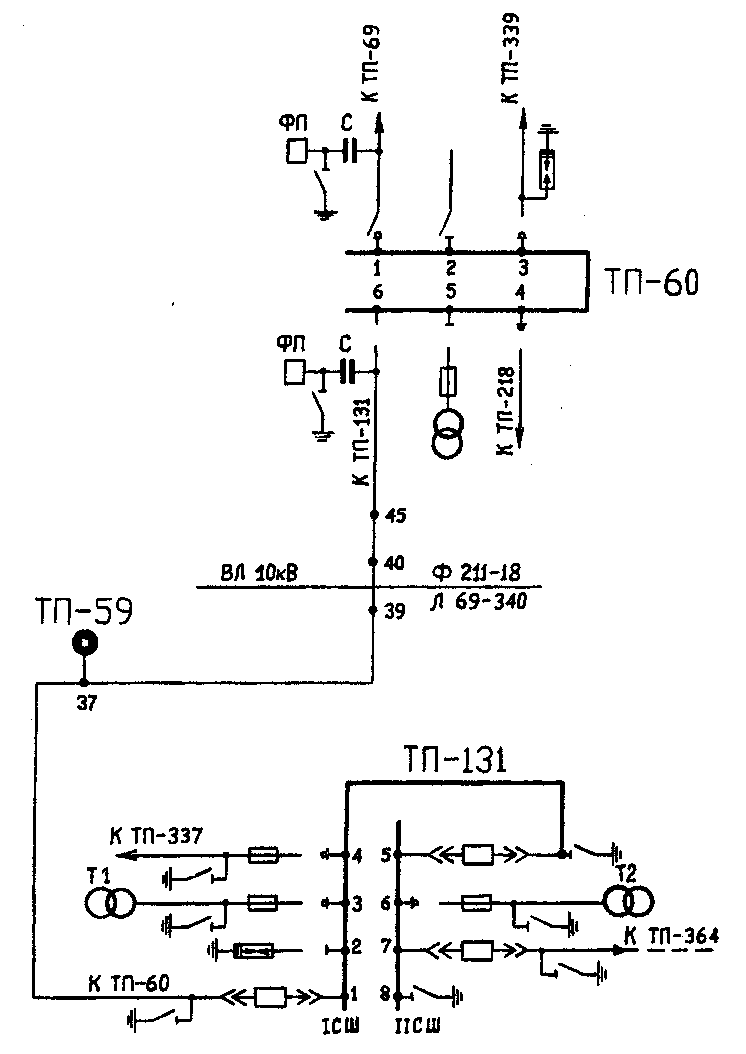 К ТП-69
К ТП-339
ФП С
1 2 3
6 5 4
ТП-60
ФП С
К ТП-131
К ТП-218
45
40
ВЛ 10кВ Ф 211-18
Л 69-340
39
ТП-59
37
ТП-131
К ТП-337
4 5
Т1 Т2
3 6
К ТП-364
2 7
К ТП-60
1 8
IСШ IIСШ